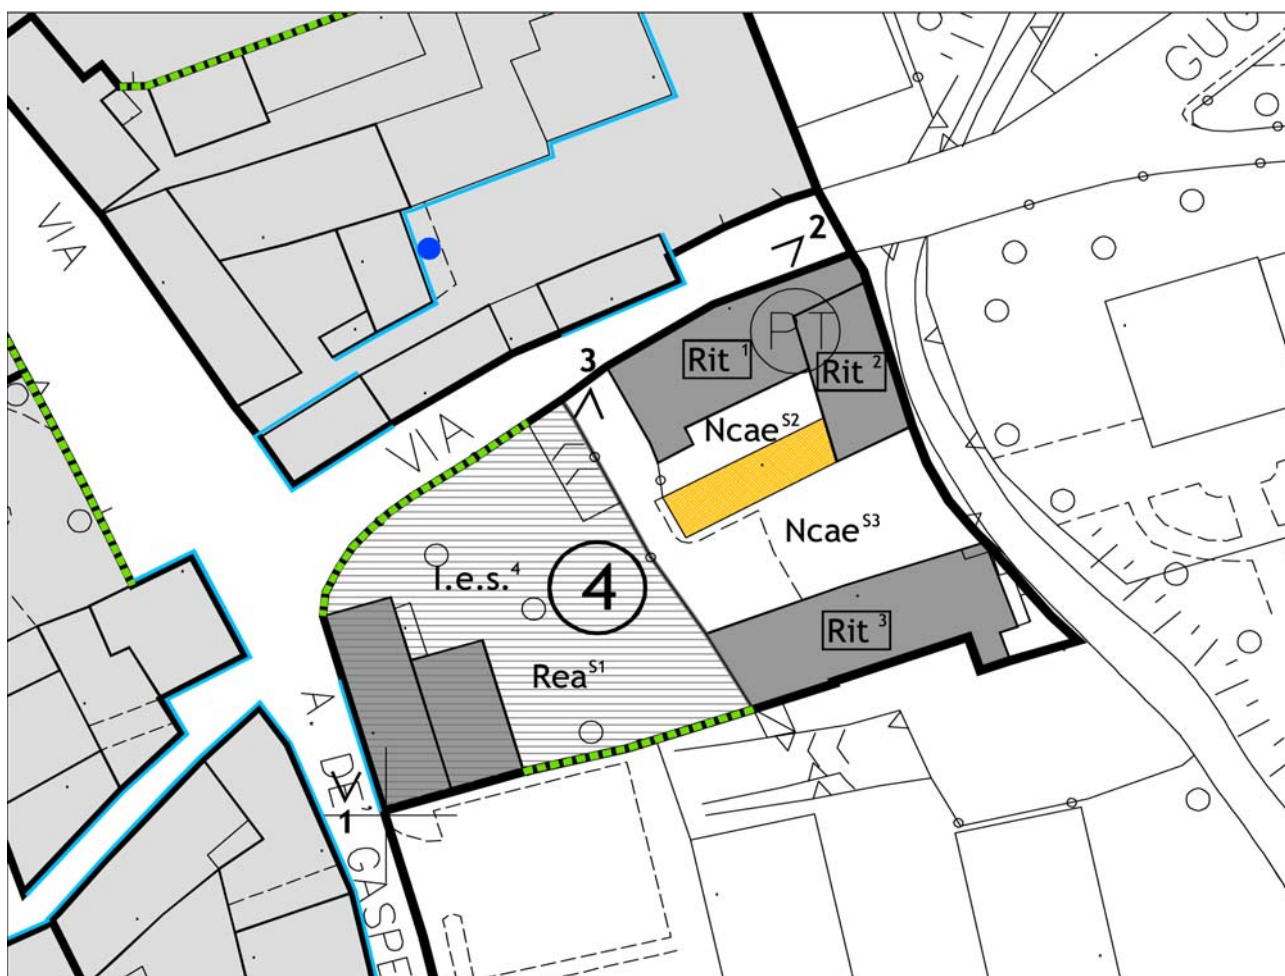 GUG
VIA
2
PT
Rit 1
Rit 2
3
VIA
Ncae S2
Ncae S3
I.e.s. 4
4
Rit 3
Rea S1
A. DE GASPE
1